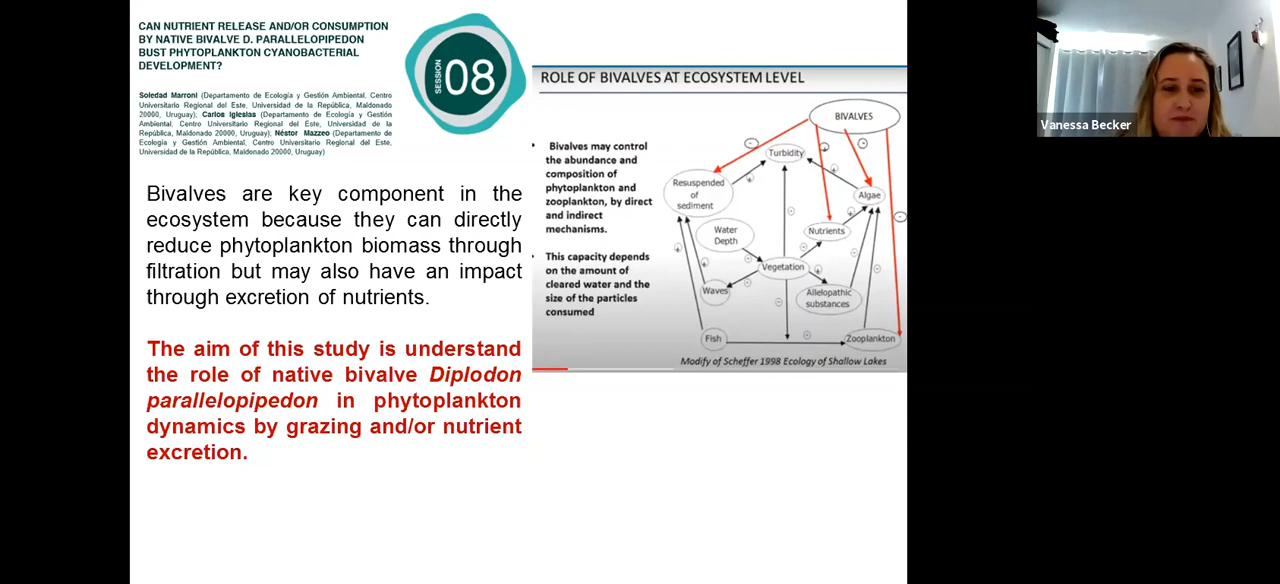 CAN NUTRIENT RELEASE AND/OR CONSUMPTION
BY NATIVE BIVALVE D. PARALLELOPIPEDON
BUST PHYTOPLANKTON CYANOBACTERIAL
DEVELOPMENT?
SESSION
08
Soledad Marroni (Departamento de Ecología y Gestión Ambiental, Centro
Universitario Regional del Este, Universidad de la República, Maldonado
20000, Uruguay); Carlos Iglesias (Departamento de Ecología y Gestión
Ambiental, Centro Universitario Regional del Este, Universidad de la
República, Maldonado 20000, Uruguay); Néstor Mazzeo (Departamento de
Ecología y Gestión Ambiental, Centro Universitario Regional del Este,
Universidad de la República, Maldonado 20000, Uruguay)
Bivalves are key component in the
ecosystem because they can directly
reduce phytoplankton biomass through
filtration but may also have an impact
through excretion of nutrients.
The aim of this study is understand
the role of native bivalve Diplodon
parallelopipedon in phytoplankton
dynamics by grazing and/or nutrient
excretion.
ROLE OF BIVALVES AT ECOSYSTEM LEVEL
Bivalves may control
the abundance and
composition of
phytoplankton and
zooplankton, by direct
and indirect
mechanisms.
This capacity depends
on the amount of
cleared water and the
size of the particles
consumed
BIVALVES
Turbidity
Resuspended
of
sediment
Algae
Water
Depth
Nutrients
Vegetation
Waves
Allelopathic
substances
Fish
Zooplankton
Modify of Scheffer 1998 Ecology of Shallow Lakes
Vanessa Becker